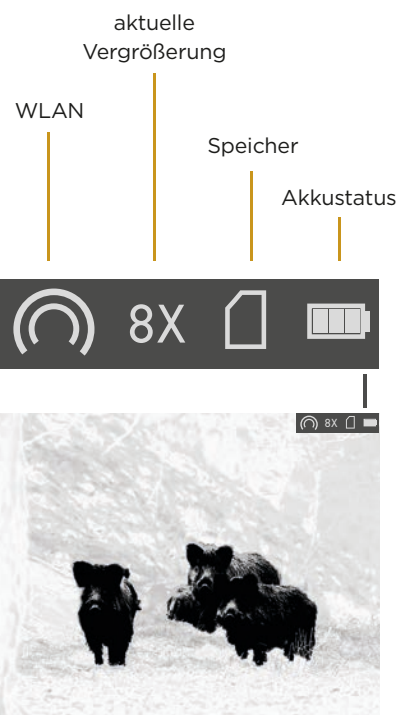 aktuelle
Vergrößerung
WLAN
Speicher
Akkustatus
8X
8X